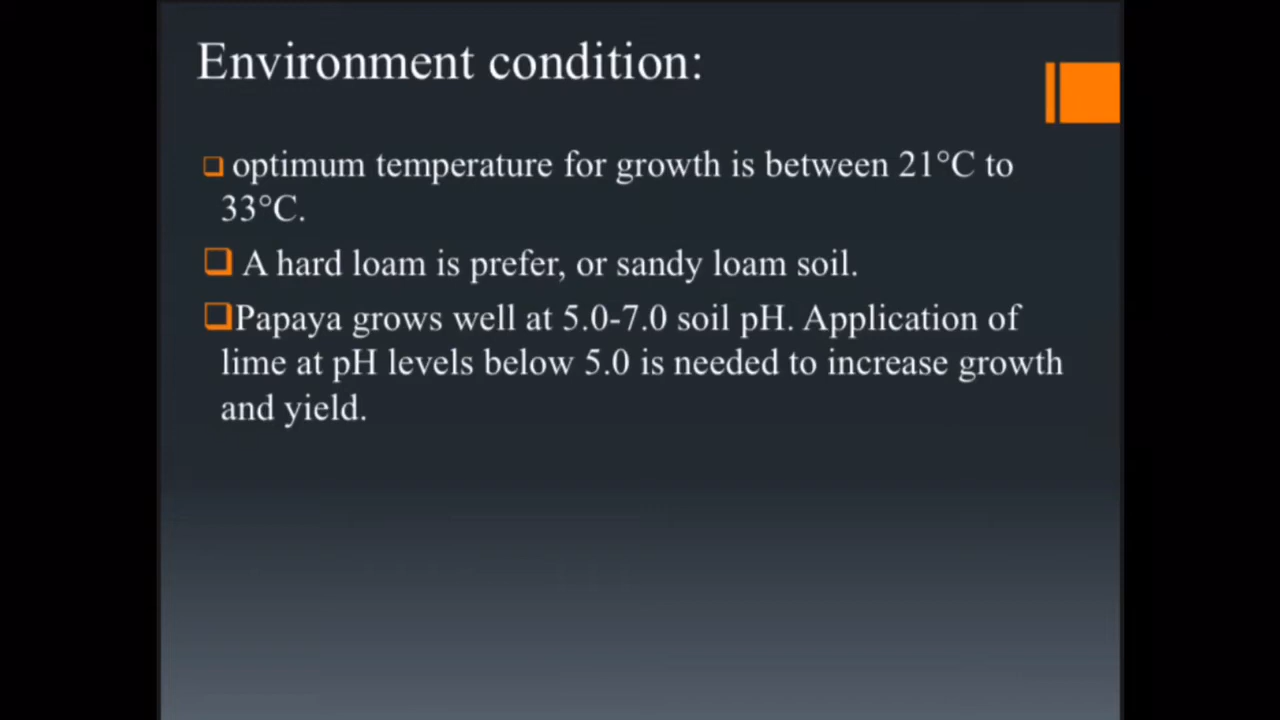 Environment condition:
optimum temperature for growth is between 21°C to
33°C.
A hard loam is prefer, or sandy loam soil.
Papaya grows well at 5.0-7.0 soil pH. Application of
lime at pH levels below 5.0 is needed to increase growth
and yield.